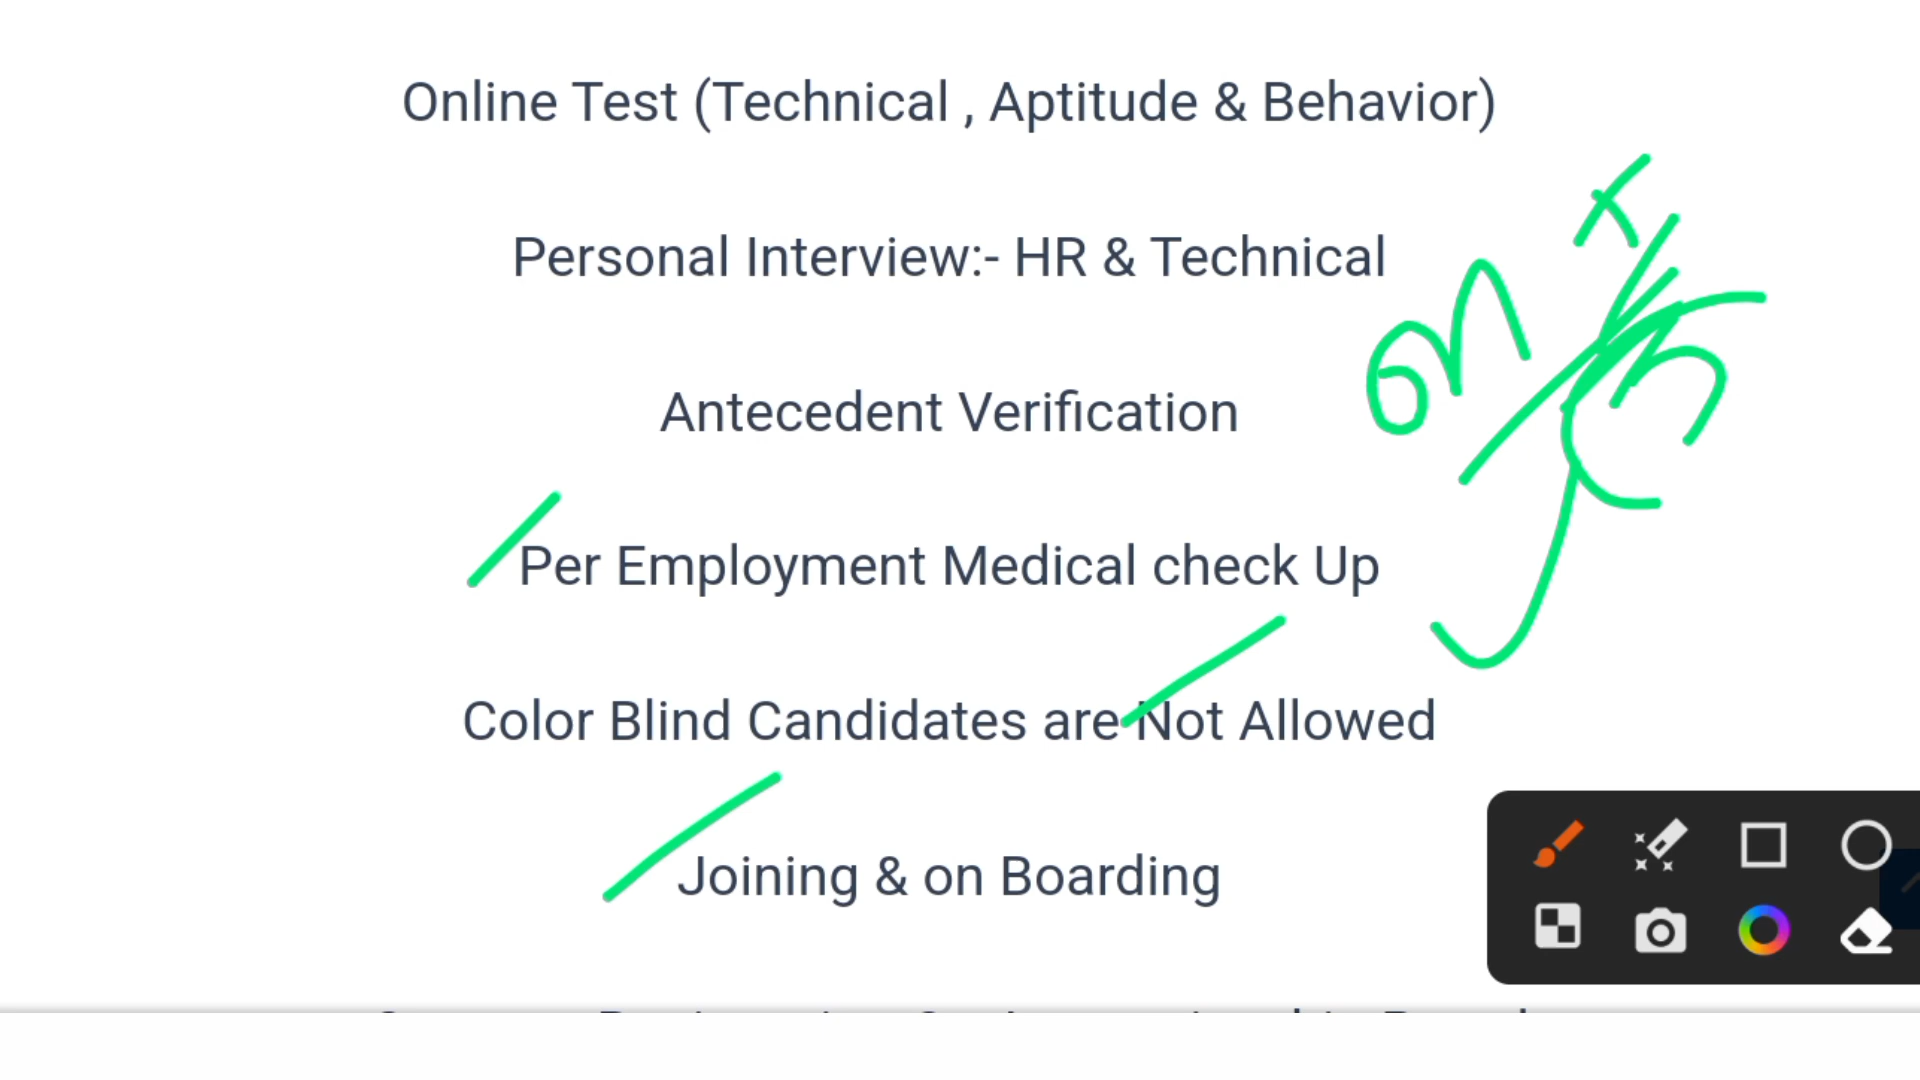 Online Test (Technical , Aptitude & Behavior)
Personal Interview:- HR & Technical
Antecedent Verification
Per Employment Medical check Up
Color Blind Candidates are Not Allowed
Joining & on Boarding